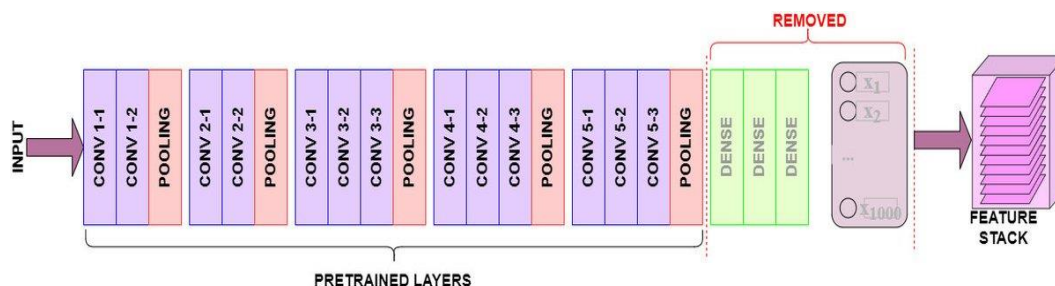 REMOVED
INPUT
CONV 1-1
CONV 1-2
POOLING
CONV 2-1
CONV 2-2
POOLING
CONV 3-1
CONV 3-2
CONV 3-3
POOLING
CONV 4-1
CONV 4-2
CONV 4-3
POOLING
CONV 5-1
CONV 5-2
CONV 5-3
POOLING
DENSE
DENSE
DENSE
x1
x2
...
x1000
FEATURE
STACK
PRETRAINED LAYERS